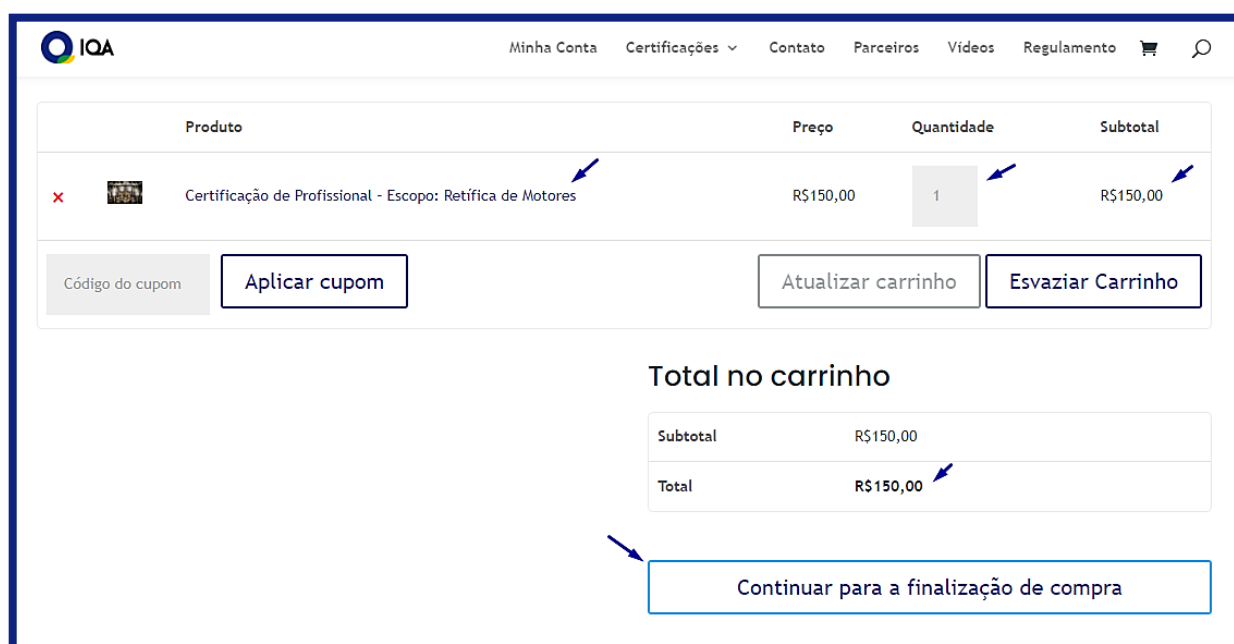 IQA
Minha Conta Certificações Contato Parceiros Vídeos Regulamento
Produto Preço Quantidade Subtotal
× Certificação de Profissional - Escopo: Retífica de Motores R$150,00 1 R$150,00
Código do cupom Aplicar cupom Atualizar carrinho Esvaziar Carrinho
Total no carrinho
Subtotal R$150,00
Total R$150,00
Continuar para a finalização de compra